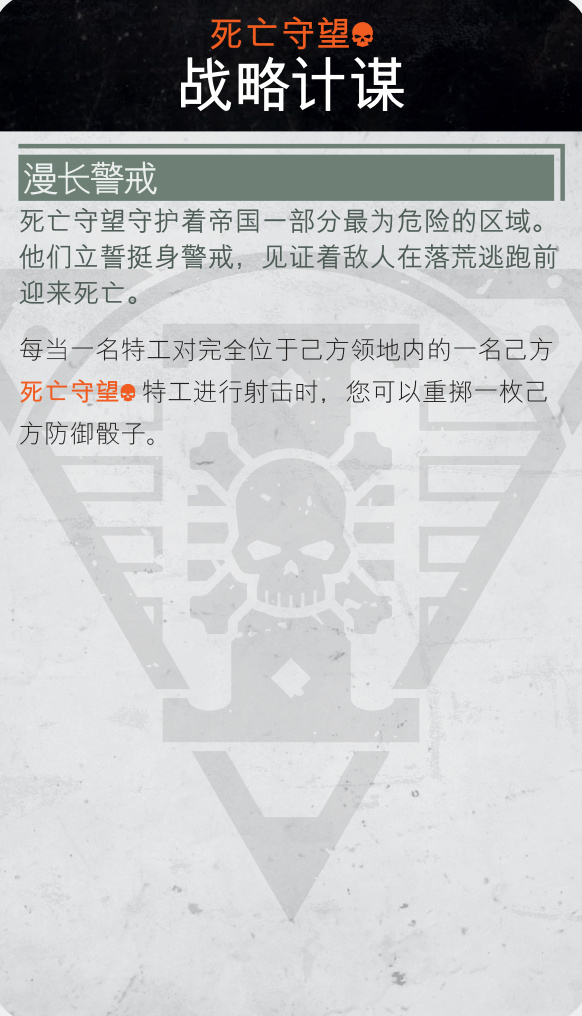 死亡守望
战略计谋
漫长警戒
死亡守望守护着帝国一部分最为危险的区域。
他们立誓挺身警戒，见证着敌人在落荒逃跑前
迎来死亡。
每当一名特工对完全位于己方领地内的一名己方
死亡守望 特工进行射击时，您可以重掷一枚己
方防御骰子。